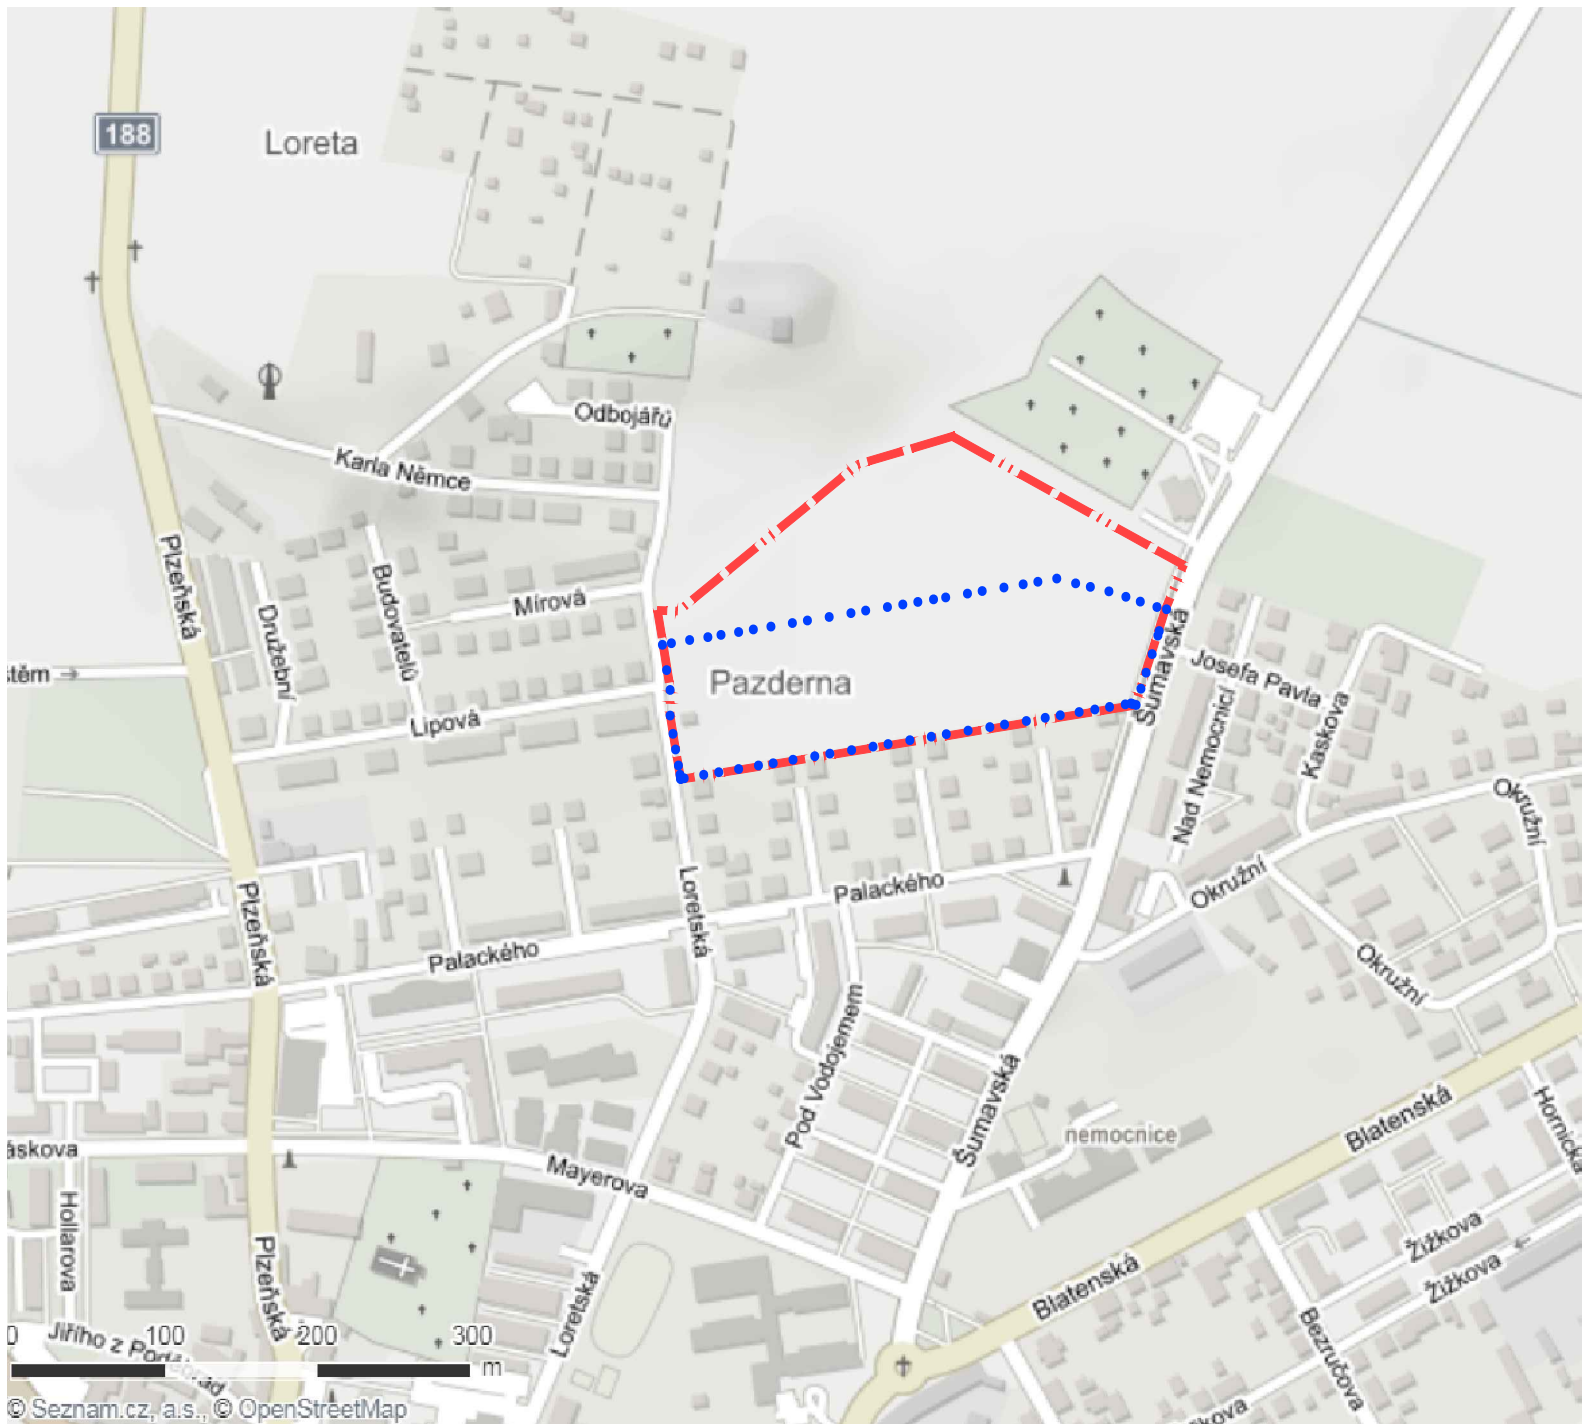 188
Loreta
Odbojářů
Karla Němce
Plzeňská
Budovatelů
Mírová
Družební
Šumavská
Josefa Pavla
Pazderna
Nad Nemocnicí
Kaskova
Lipová
Okružní
Palackého
Okružní
Loretská
Plzeňská
Palackého
Okružní
Pod Vodojemem
Šumavská
nemocnice
Blatenská
Hornická
Mayerova
Hollarova
Plzeňská
Žižkova
Žižkova
Blatenská
Loretská
Bezručova
0 100 200 300
m
Jiřího z Poděbrad
© Seznam.cz, a.s., © OpenStreetMap